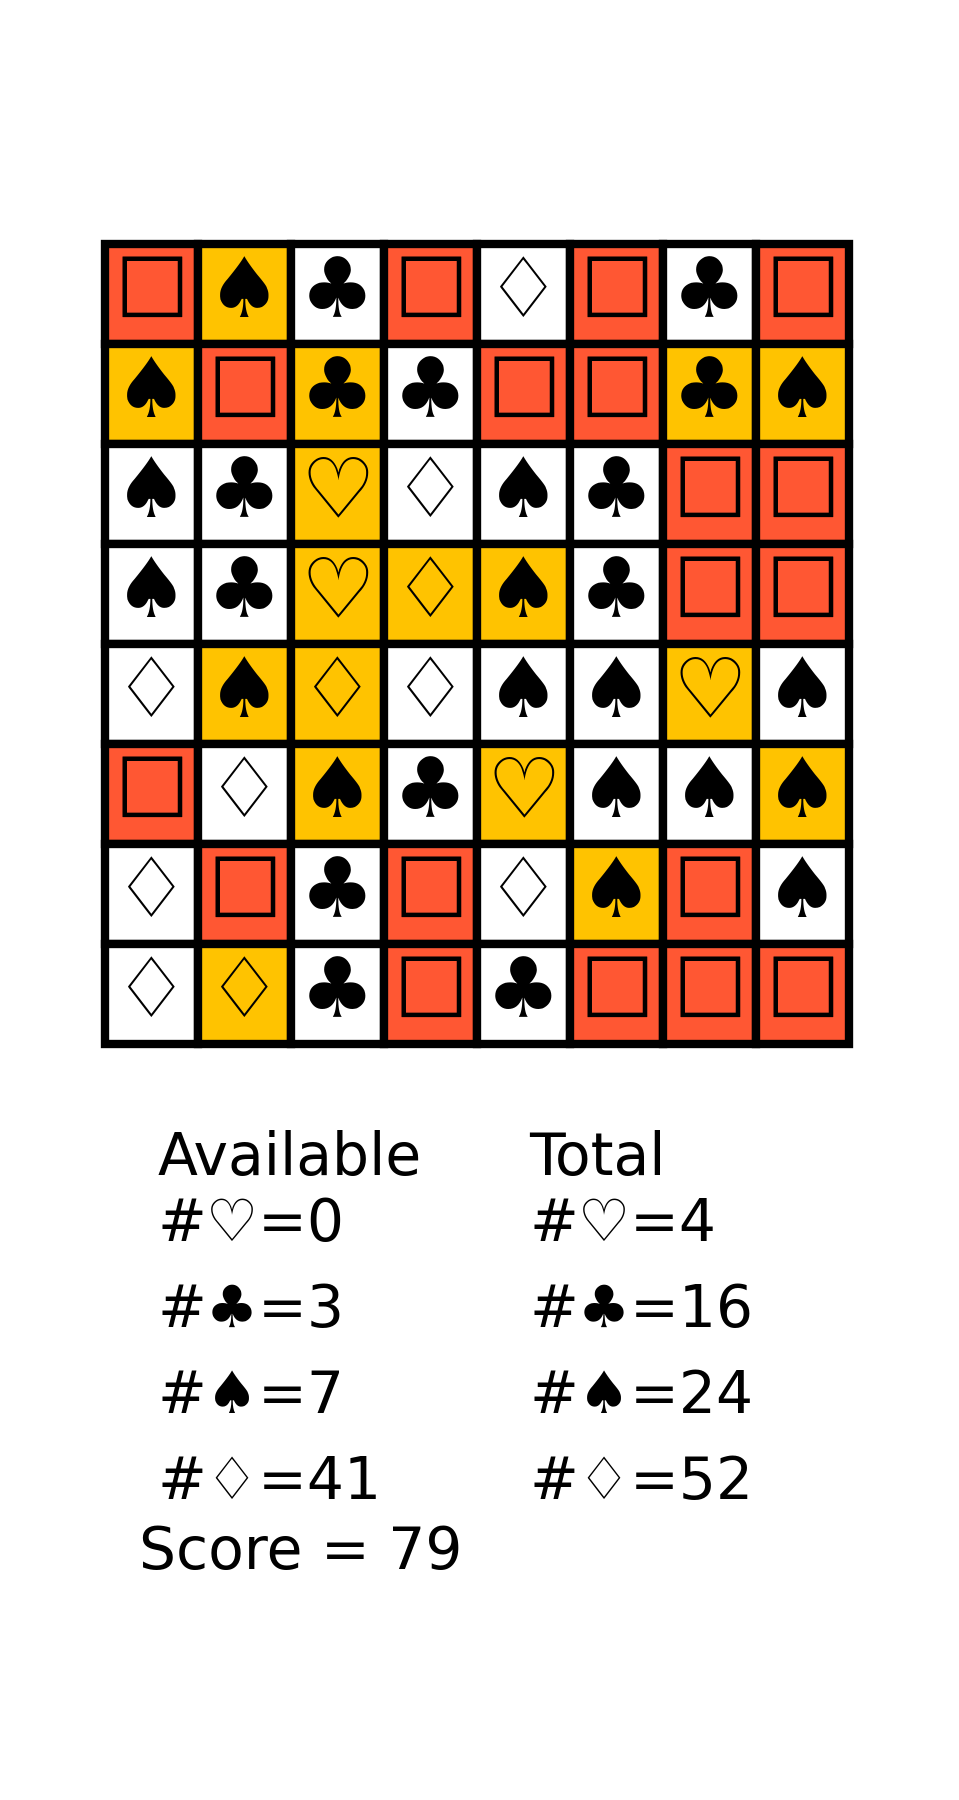 □ ♠ ♣ □ ♢ □ ♣ □
♠ □ ♣ ♣ □ □ ♣ ♠
♠ ♣ ♡ ♢ ♠ ♣ □ □
♠ ♣ ♡ ♢ ♠ ♣ □ □
♢ ♠ ♢ ♢ ♠ ♠ ♡ ♠
□ ♢ ♠ ♣ ♡ ♠ ♠ ♠
♢ □ ♣ □ ♢ ♠ □ ♠
♢ ♢ ♣ □ ♣ □ □ □
Available Total
#♡=0 #♡=4
#♣=3 #♣=16
#♠=7 #♠=24
#♢=41 #♢=52
Score = 79